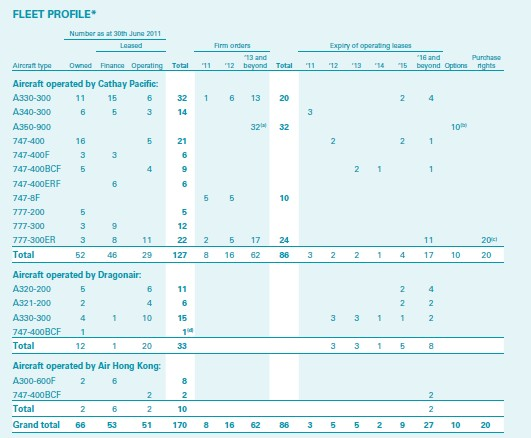 FLEET PROFILE*
Number as at 30th June 2011
Leased Firm orders Expiry of operating leases
Aircraft type Owned Finance Operating Total '11 '12 '13 and beyond Total '11 '12 '13 '14 '15 '16 and beyond Options Purchase rights
Aircraft operated by Cathay Pacific:
A330-300 11 15 6 32 1 6 13 20 2 4
A340-300 6 5 3 14 3
A350-900 32(a) 32 10(b)
747-400 16 5 21 2 2 1
747-400F 3 3 6
747-400BCF 5 4 9 2 1 1
747-400ERF 6 6
747-8F 5 5 10
777-200 5 5
777-300 3 9 12
777-300ER 3 8 11 22 2 5 17 24 11 20(c)
Total 52 46 29 127 8 16 62 86 3 2 2 1 4 17 10 20
Aircraft operated by Dragonair:
A320-200 5 6 11 2 4
A321-200 2 4 6 2 2
A330-300 4 1 10 15 3 3 1 1 2
747-400BCF 1 1(d)
Total 12 1 20 33 3 3 1 5 8
Aircraft operated by Air Hong Kong:
A300-600F 2 6 8
747-400BCF 2 2 2
Total 2 6 2 10 2
Grand total 66 53 51 170 8 16 62 86 3 5 5 2 9 27 10 20